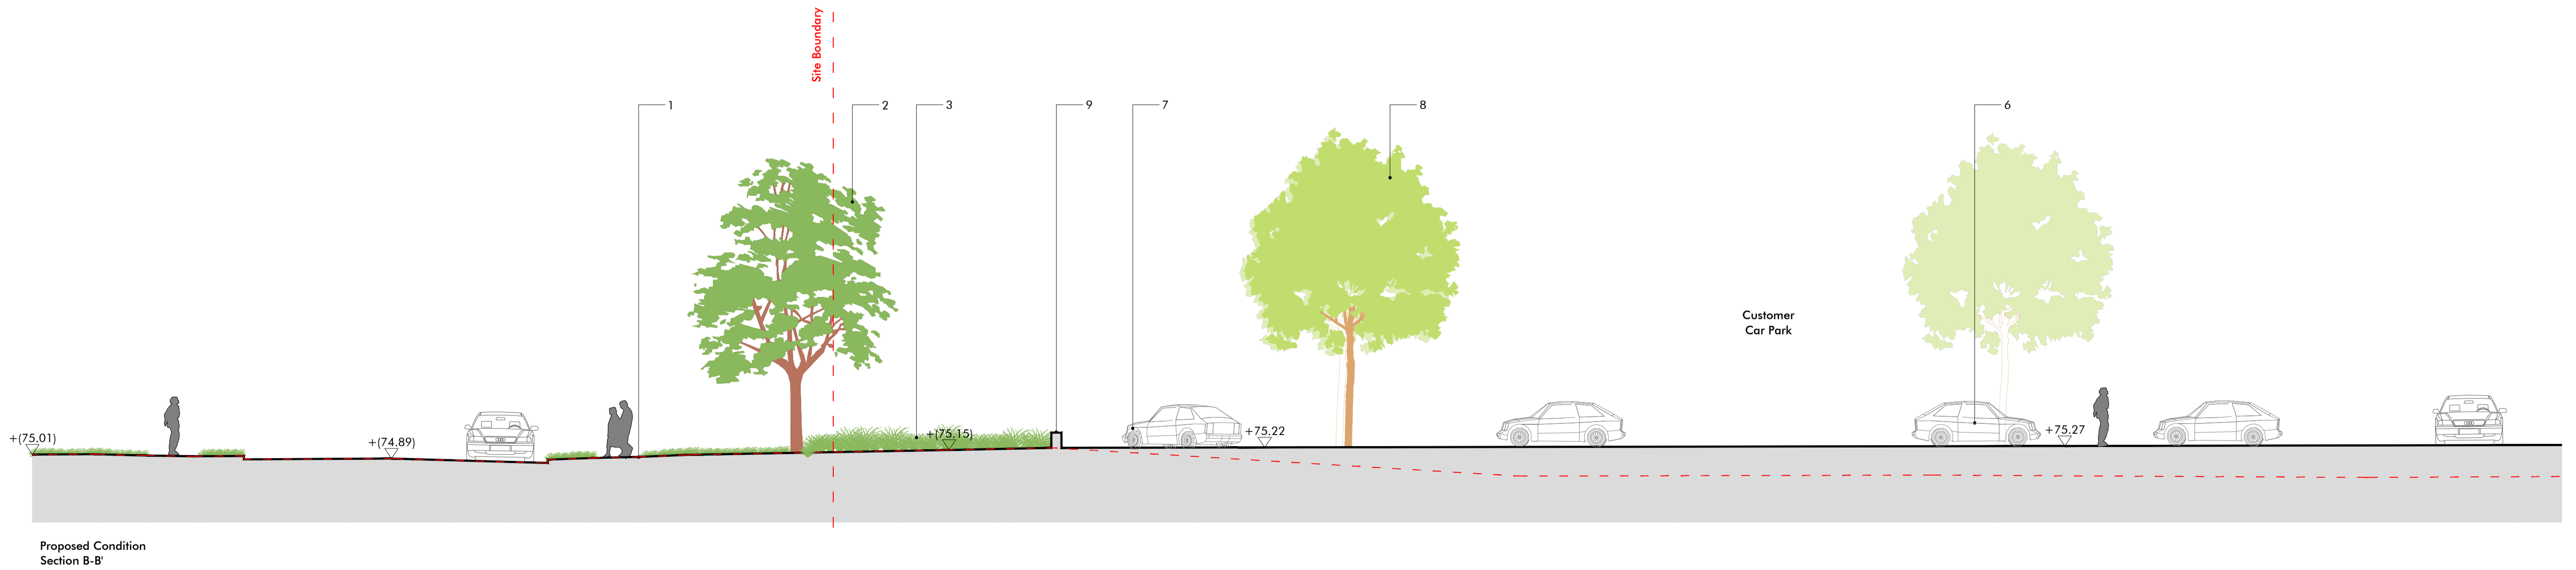 Site Boundary
1
2
3
9
7
8
6
Customer
Car Park
+(75.01)
+(74.89)
+(75.15)
+75.22
+75.27
Proposed Condition
Section B-B'